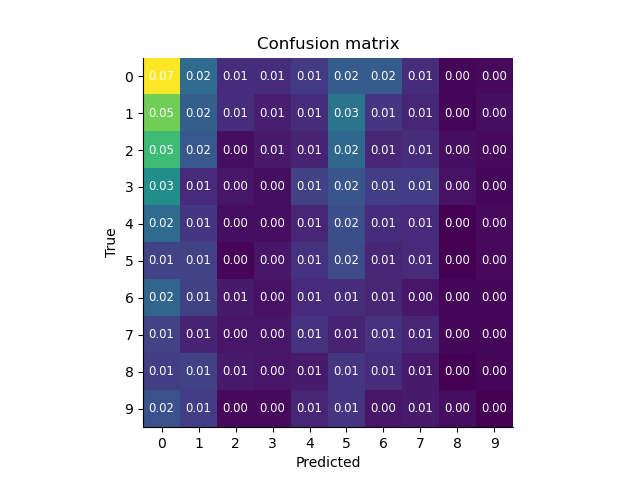 Confusion matrix
0 0.07 0.02 0.01 0.01 0.01 0.02 0.02 0.01 0.00 0.00
1 0.05 0.02 0.01 0.01 0.01 0.03 0.01 0.01 0.00 0.00
2 0.05 0.02 0.00 0.01 0.01 0.02 0.01 0.01 0.00 0.00
3 0.03 0.01 0.00 0.00 0.01 0.02 0.01 0.01 0.00 0.00
4 0.02 0.01 0.00 0.00 0.01 0.02 0.01 0.01 0.00 0.00
True
5 0.01 0.01 0.00 0.00 0.01 0.02 0.01 0.01 0.00 0.00
6 0.02 0.01 0.01 0.00 0.01 0.01 0.01 0.00 0.00 0.00
7 0.01 0.01 0.00 0.00 0.01 0.01 0.01 0.01 0.00 0.00
8 0.01 0.01 0.01 0.00 0.01 0.01 0.01 0.01 0.00 0.00
9 0.02 0.01 0.00 0.00 0.01 0.01 0.00 0.01 0.00 0.00
0 1 2 3 4 5 6 7 8 9
Predicted